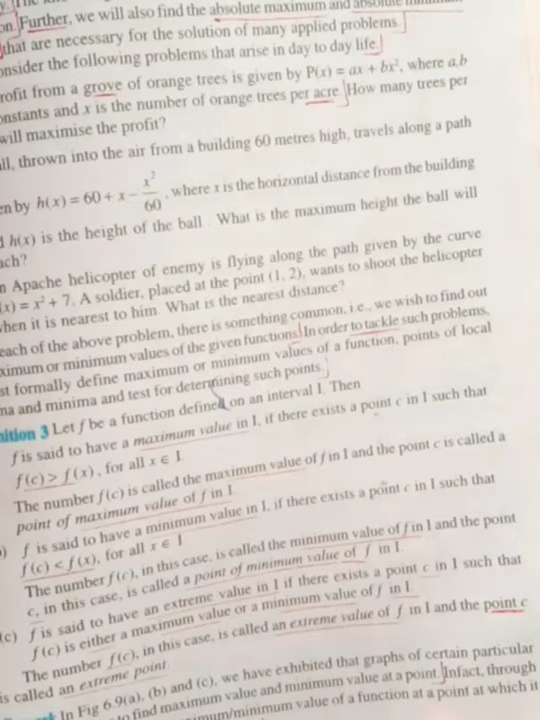 on. Further, we will also find the absolute maximum and absolute
that are necessary for the solution of many applied problems.
onsider the following problems that arise in day to day life.
rofit from a grove of orange trees is given by P(x) = ax + bx², where a,b
onstants and x is the number of orange trees per acre. How many trees per
will maximise the profit?
ll, thrown into the air from a building 60 metres high, travels along a path
en by h(x) = 60 + x − x²/60, where x is the horizontal distance from the building
d h(x) is the height of the ball. What is the maximum height the ball will
ach?
n Apache helicopter of enemy is flying along the path given by the curve
(x) = x² + 7. A soldier, placed at the point (1, 2), wants to shoot the helicopter
when it is nearest to him. What is the nearest distance?
each of the above problem, there is something common, i.e., we wish to find out
ximum or minimum values of the given functions. In order to tackle such problems,
st formally define maximum or minimum values of a function, points of local
ma and minima and test for determining such points.
nition 3 Let f be a function defined on an interval I. Then
f is said to have a maximum value in I, if there exists a point c in I such that
f(c) > f(x), for all x ∈ I.
The number f(c) is called the maximum value of f in I and the point c is called a
point of maximum value of f in I.
) f is said to have a minimum value in I, if there exists a point c in I such that
f(c) < f(x), for all x ∈ I.
The number f(c), in this case, is called the minimum value of f in I and the point
c, in this case, is called a point of minimum value of f in I.
(c) f is said to have an extreme value in I if there exists a point c in I such that
f(c) is either a maximum value or a minimum value of f in I.
The number f(c), in this case, is called an extreme value of f in I and the point c
is called an extreme point.
In Fig 6.9(a), (b) and (c), we have exhibited that graphs of certain particular
to find maximum value and minimum value at a point. Infact, through
mum/minimum value of a function at a point at which it